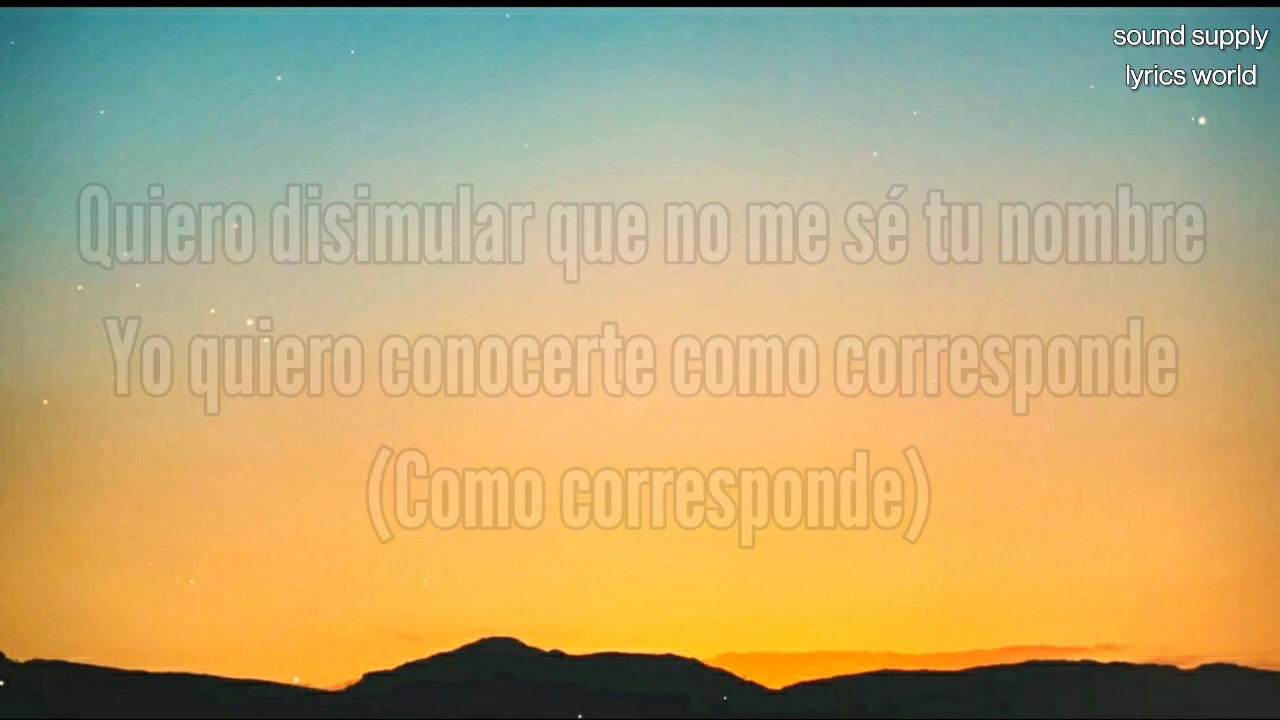 sound supply
lyrics world
Quiero disimular que no me sé tu nombre
Yo quiero conocerte como corresponde
(Como corresponde)